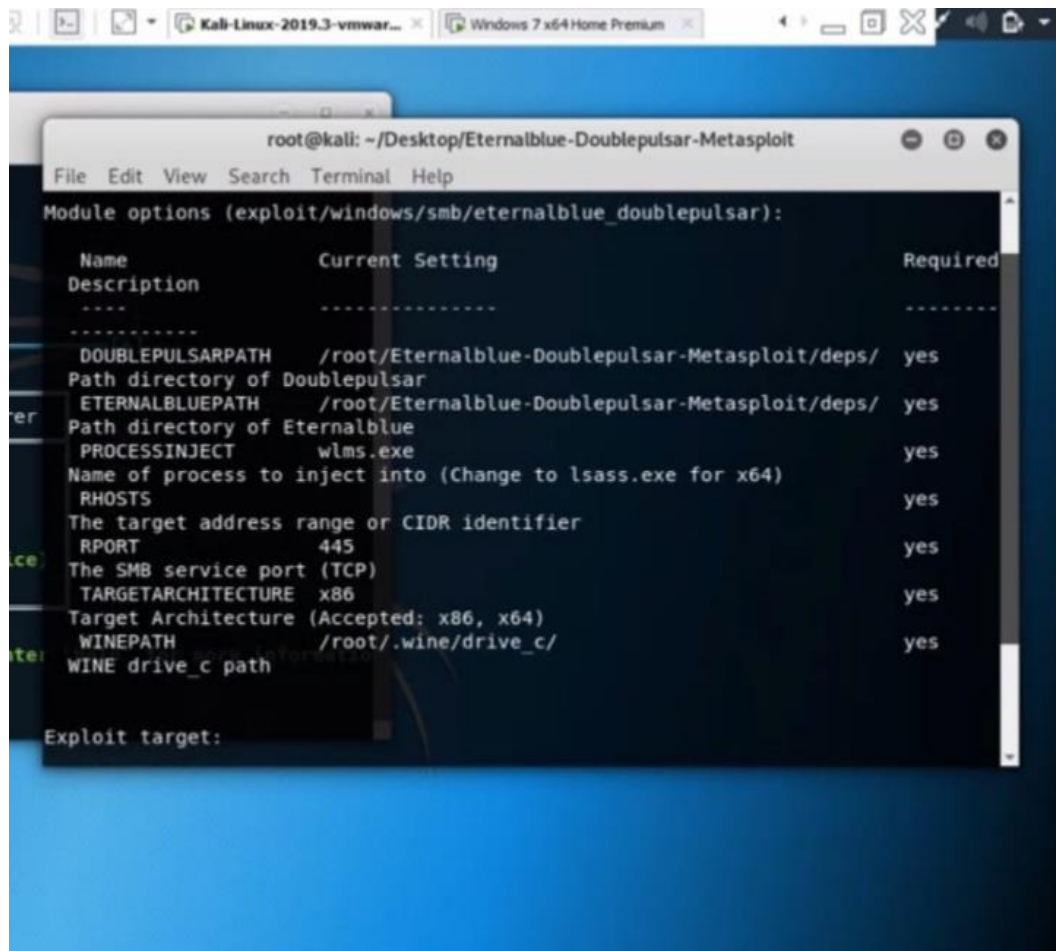 Kali-Linux-2019.3-vmwar...
Windows 7 x64 Home Premium
root@kali: ~/Desktop/Eternalblue-Doublepulsar-Metasploit
File Edit View Search Terminal Help
Module options (exploit/windows/smb/eternalblue_doublepulsar):
Name Current Setting Required
Description
---- --------------- --------
-----------
DOUBLEPULSARPATH /root/Eternalblue-Doublepulsar-Metasploit/deps/ yes
Path directory of Doublepulsar
ETERNALBLUEPATH /root/Eternalblue-Doublepulsar-Metasploit/deps/ yes
Path directory of Eternalblue
PROCESSINJECT wlms.exe yes
Name of process to inject into (Change to lsass.exe for x64)
RHOSTS yes
The target address range or CIDR identifier
RPORT 445 yes
The SMB service port (TCP)
TARGETARCHITECTURE x86 yes
Target Architecture (Accepted: x86, x64)
WINEPATH /root/.wine/drive_c/ yes
WINE drive_c path
Exploit target: